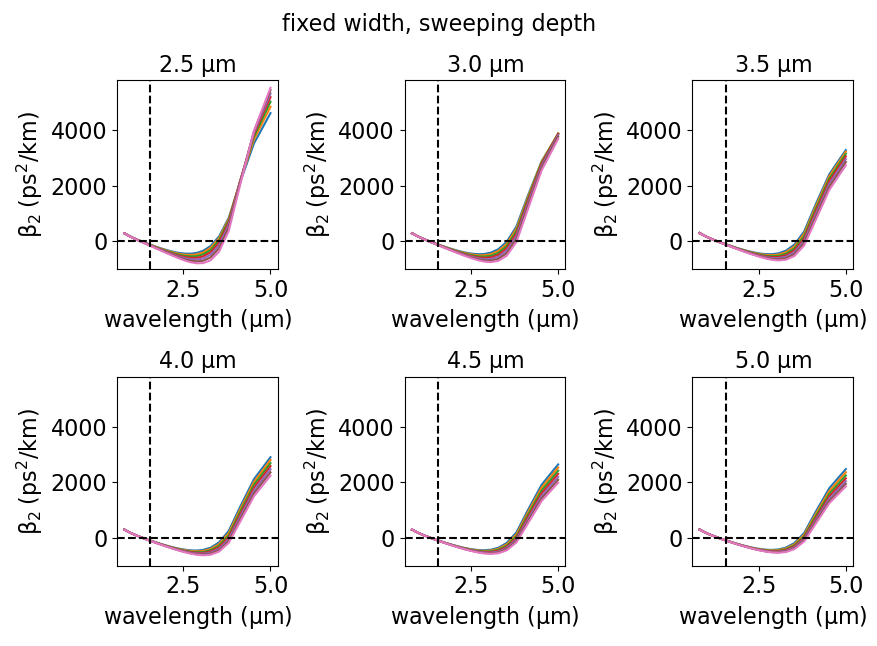 fixed width, sweeping depth
2.5 μm
3.0 μm
3.5 μm
4000
2000
0
β₂ (ps²/km)
2.5
5.0
wavelength (μm)
4000
2000
0
β₂ (ps²/km)
2.5
5.0
wavelength (μm)
4000
2000
0
β₂ (ps²/km)
2.5
5.0
wavelength (μm)
4.0 μm
4.5 μm
5.0 μm
4000
2000
0
β₂ (ps²/km)
2.5
5.0
wavelength (μm)
4000
2000
0
β₂ (ps²/km)
2.5
5.0
wavelength (μm)
4000
2000
0
β₂ (ps²/km)
2.5
5.0
wavelength (μm)